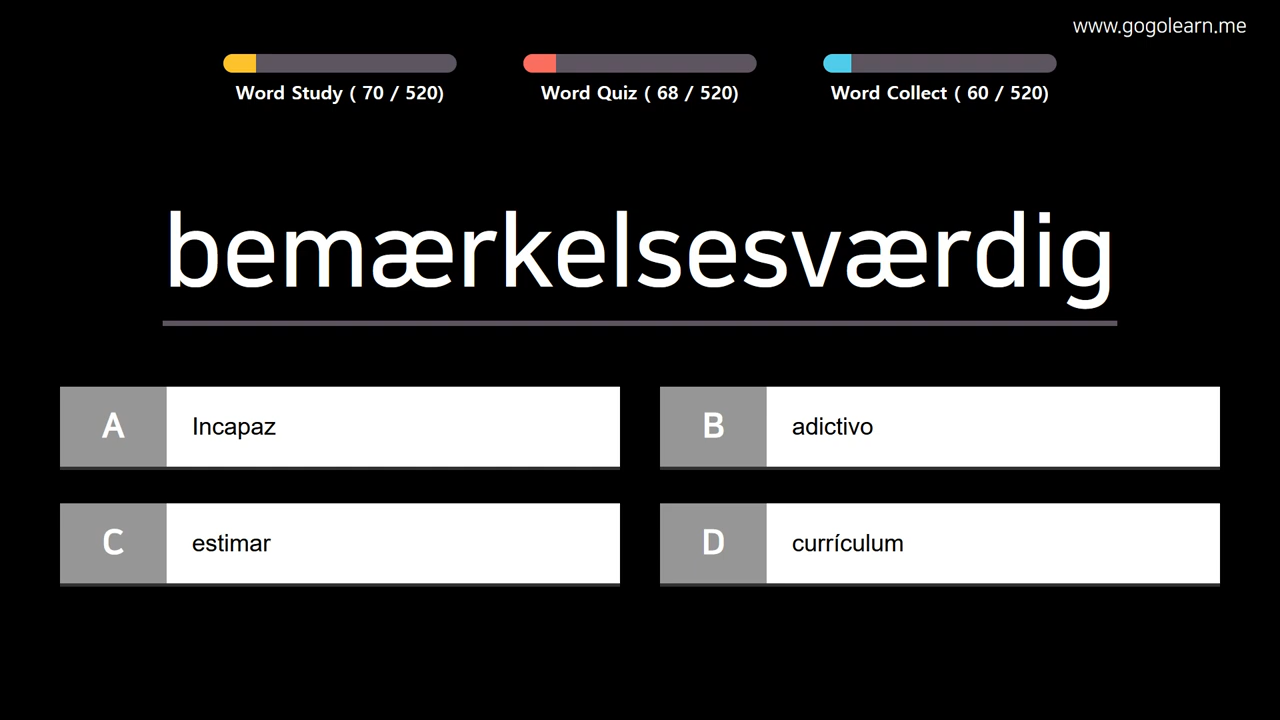 www.gogolearn.me
Word Study ( 70 / 520)
Word Quiz ( 68 / 520)
Word Collect ( 60 / 520)
bemærkelsesværdig
A
Incapaz
B
adictivo
C
estimar
D
currículum